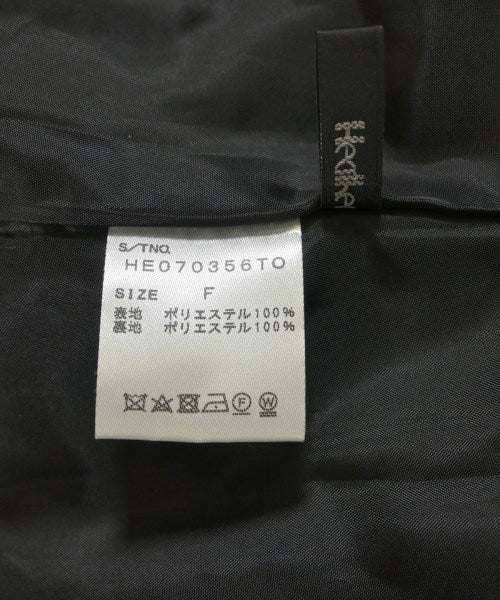 Heathe
S/TNO.
HE070356TO
SIZE F
表地 ポリエステル100%
裏地 ポリエステル100%
F W